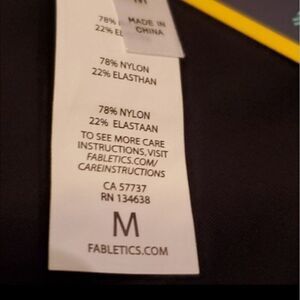 M
MADE IN
CHINA
78%
22%
78% NYLON
22% ELASTHAN
78% NYLON
22% ELASTAAN
TO SEE MORE CARE
INSTRUCTIONS,VISIT
FABLETICS.COM/
CAREINSTRUCTIONS
CA 57737
RN 134638
M
FABLETICS.COM